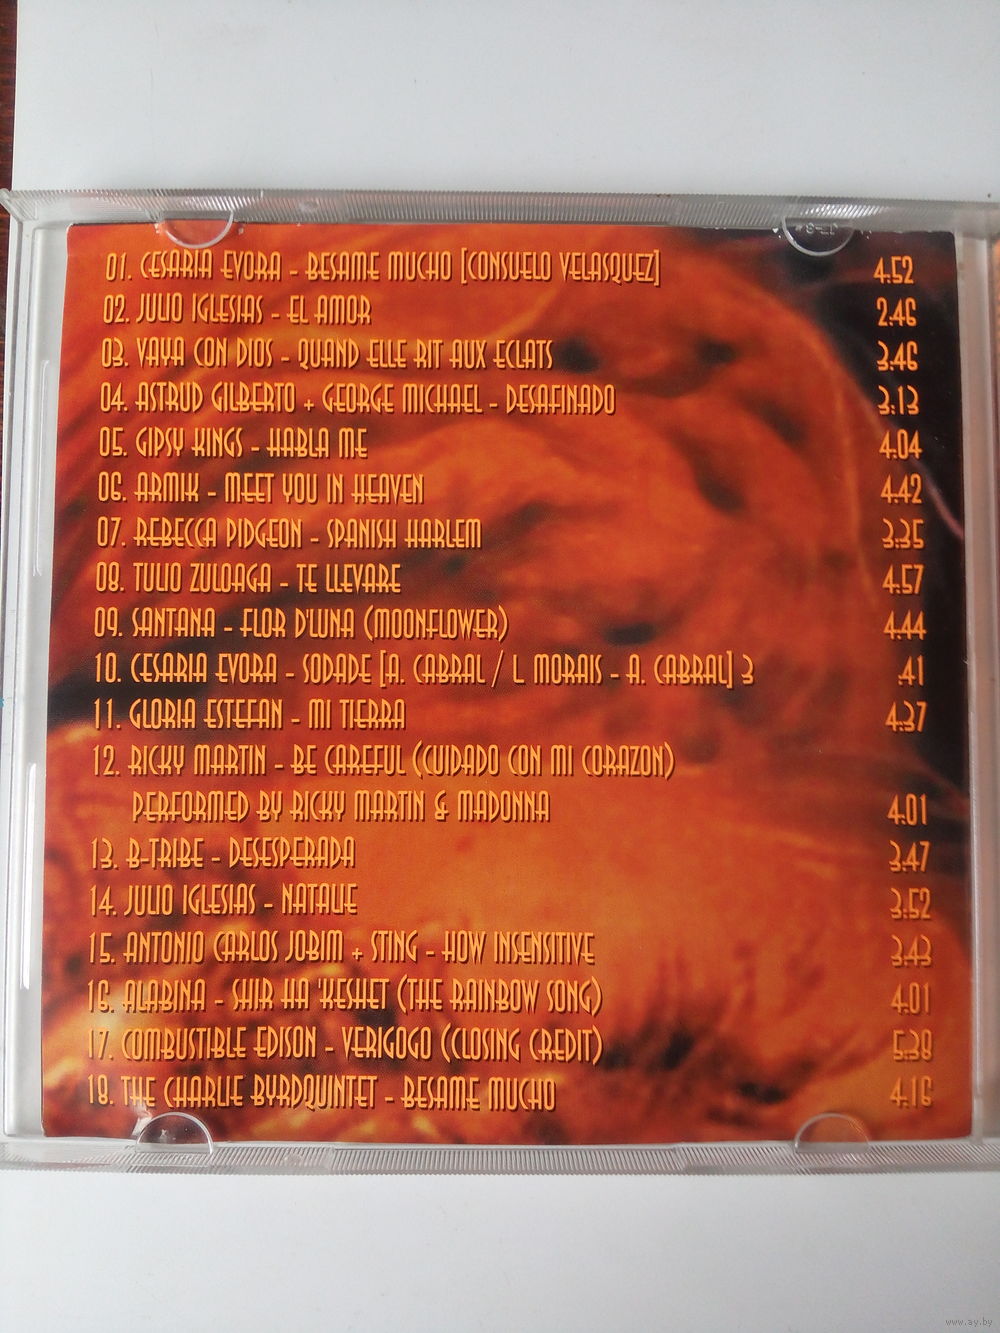 01. CESARIA EVORA - BESAME MUCHO [CONSUELO VELASQUEZ] 4:52
02. JULIO IGLESIAS - EL AMOR 2:46
03. VAYA CON DIOS - QUAND ELLE RIT AUX ECLATS 3:46
04. ASTRUD GILBERTO + GEORGE MICHAEL - DESAFINADO 3:13
05. GIPSY KINGS - HABLA ME 4:04
06. ARMIK - MEET YOU IN HEAVEN 4:42
07. REBECCA PIDGEON - SPANISH HARLEM 3:35
08. TULIO ZULOAGA - TE LLEVARE 4:57
09. SANTANA - FLOR D'LUNA (MOONFLOWER) 4:44
10. CESARIA EVORA - SODADE [A. CABRAL / L. MORAIS - A. CABRAL] 3 :41
11. GLORIA ESTEFAN - MI TIERRA 4:37
12. RICKY MARTIN - BE CAREFUL (CUIDADO CON MI CORAZON)
PERFORMED BY RICKY MARTIN & MADONNA 4:01
13. B-TRIBE - DESESPERADA 3:47
14. JULIO IGLESIAS - NATALIE 3:52
15. ANTONIO CARLOS JOBIM + STING - HOW INSENSITIVE 3:43
16. ALABINA - SHIR HA 'KESHET (THE RAINBOW SONG) 4:01
17. COMBUSTIBLE EDISON - VERIGOGO (CLOSING CREDIT) 5:38
18. THE CHARLIE BYRDQUINTET - BESAME MUCHO 4:16
www.ay.by